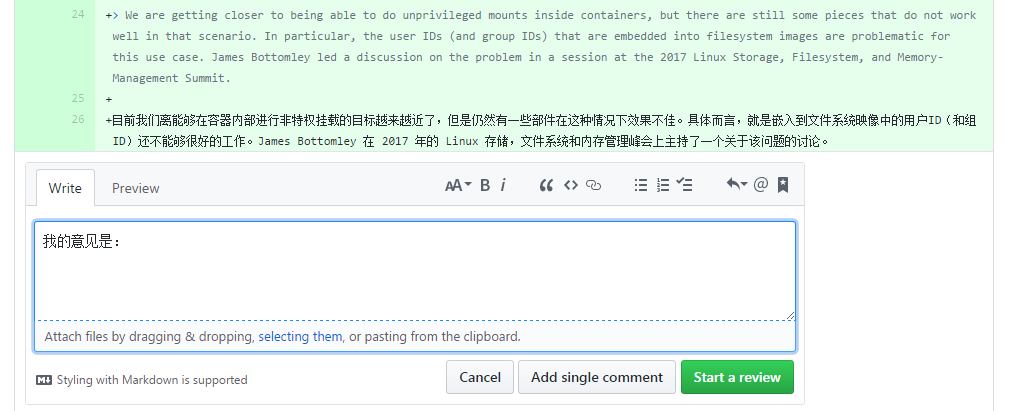 24 +> We are getting closer to being able to do unprivileged mounts inside containers, but there are still some pieces that do not work
well in that scenario. In particular, the user IDs (and group IDs) that are embedded into filesystem images are problematic for
this use case. James Bottomley led a discussion on the problem in a session at the 2017 Linux Storage, Filesystem, and Memory-
Management Summit.
25 +
26 +目前我们离能够在容器内部进行非特权挂载的目标越来越近了，但是仍然有一些部件在这种情况下效果不佳。具体而言，就是嵌入到文件系统映像中的用户ID（和组
ID）还不能够很好的工作。James Bottomley 在 2017 年的 Linux 存储，文件系统和内存管理峰会上主持了一个关于该问题的讨论。
Write Preview AA B i @
我的意见是：
Attach files by dragging & dropping, selecting them, or pasting from the clipboard.
Styling with Markdown is supported Cancel Add single comment Start a review